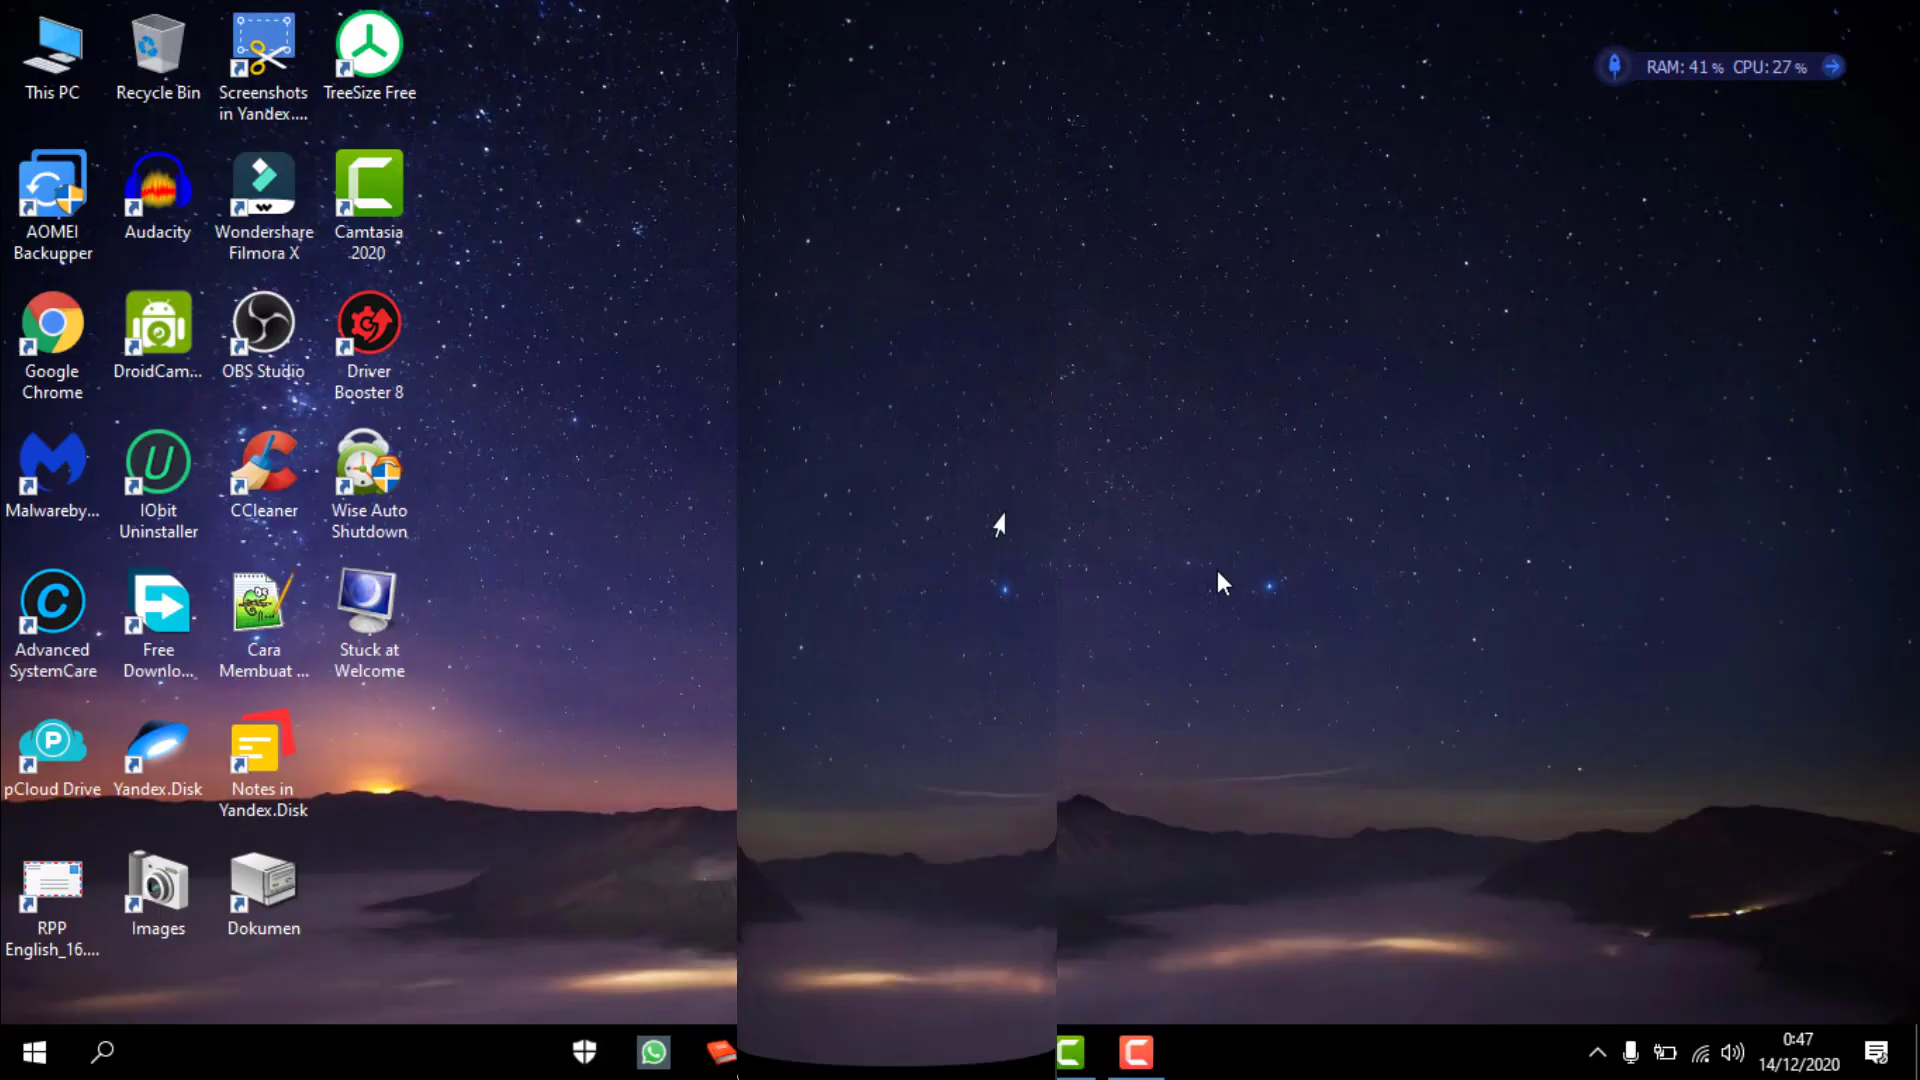 This PC
Recycle Bin
Screenshots
in Yandex....
TreeSize Free
RAM: 41 % CPU: 27 %
AOMEI
Backupper
Audacity
Wondershare
Filmora X
Camtasia
2020
Google
Chrome
DroidCam...
OBS Studio
Driver
Booster 8
Malwareby...
IObit
Uninstaller
CCleaner
Wise Auto
Shutdown
Advanced
SystemCare
Free
Downlo...
Cara
Membuat ...
Stuck at
Welcome
pCloud Drive
Yandex.Disk
Notes in
Yandex.Disk
RPP
English_16....
Images
Dokumen
0:47
14/12/2020